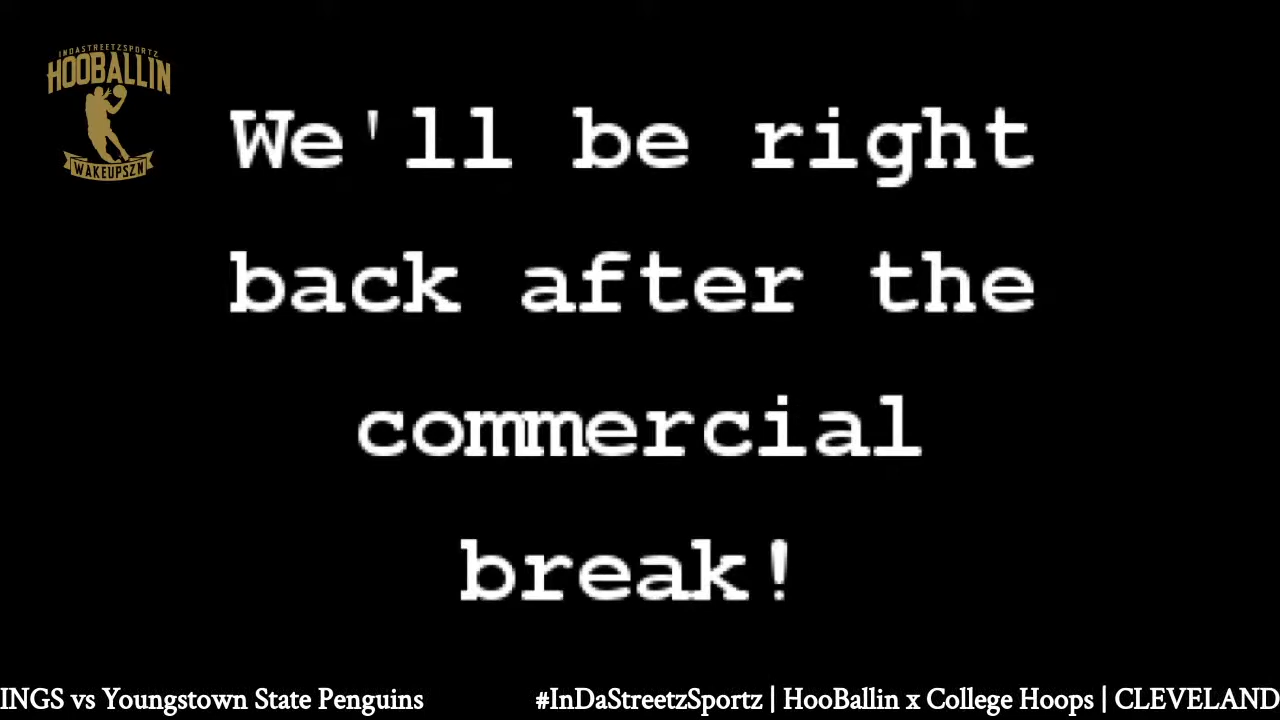 INDASTREETZSPORTZ
HOOBALLIN
WAKEUPSZN
We'll be right
back after the
commercial
break!
INGS vs Youngstown State Penguins #InDaStreetzSportz | HooBallin x College Hoops | CLEVELAND